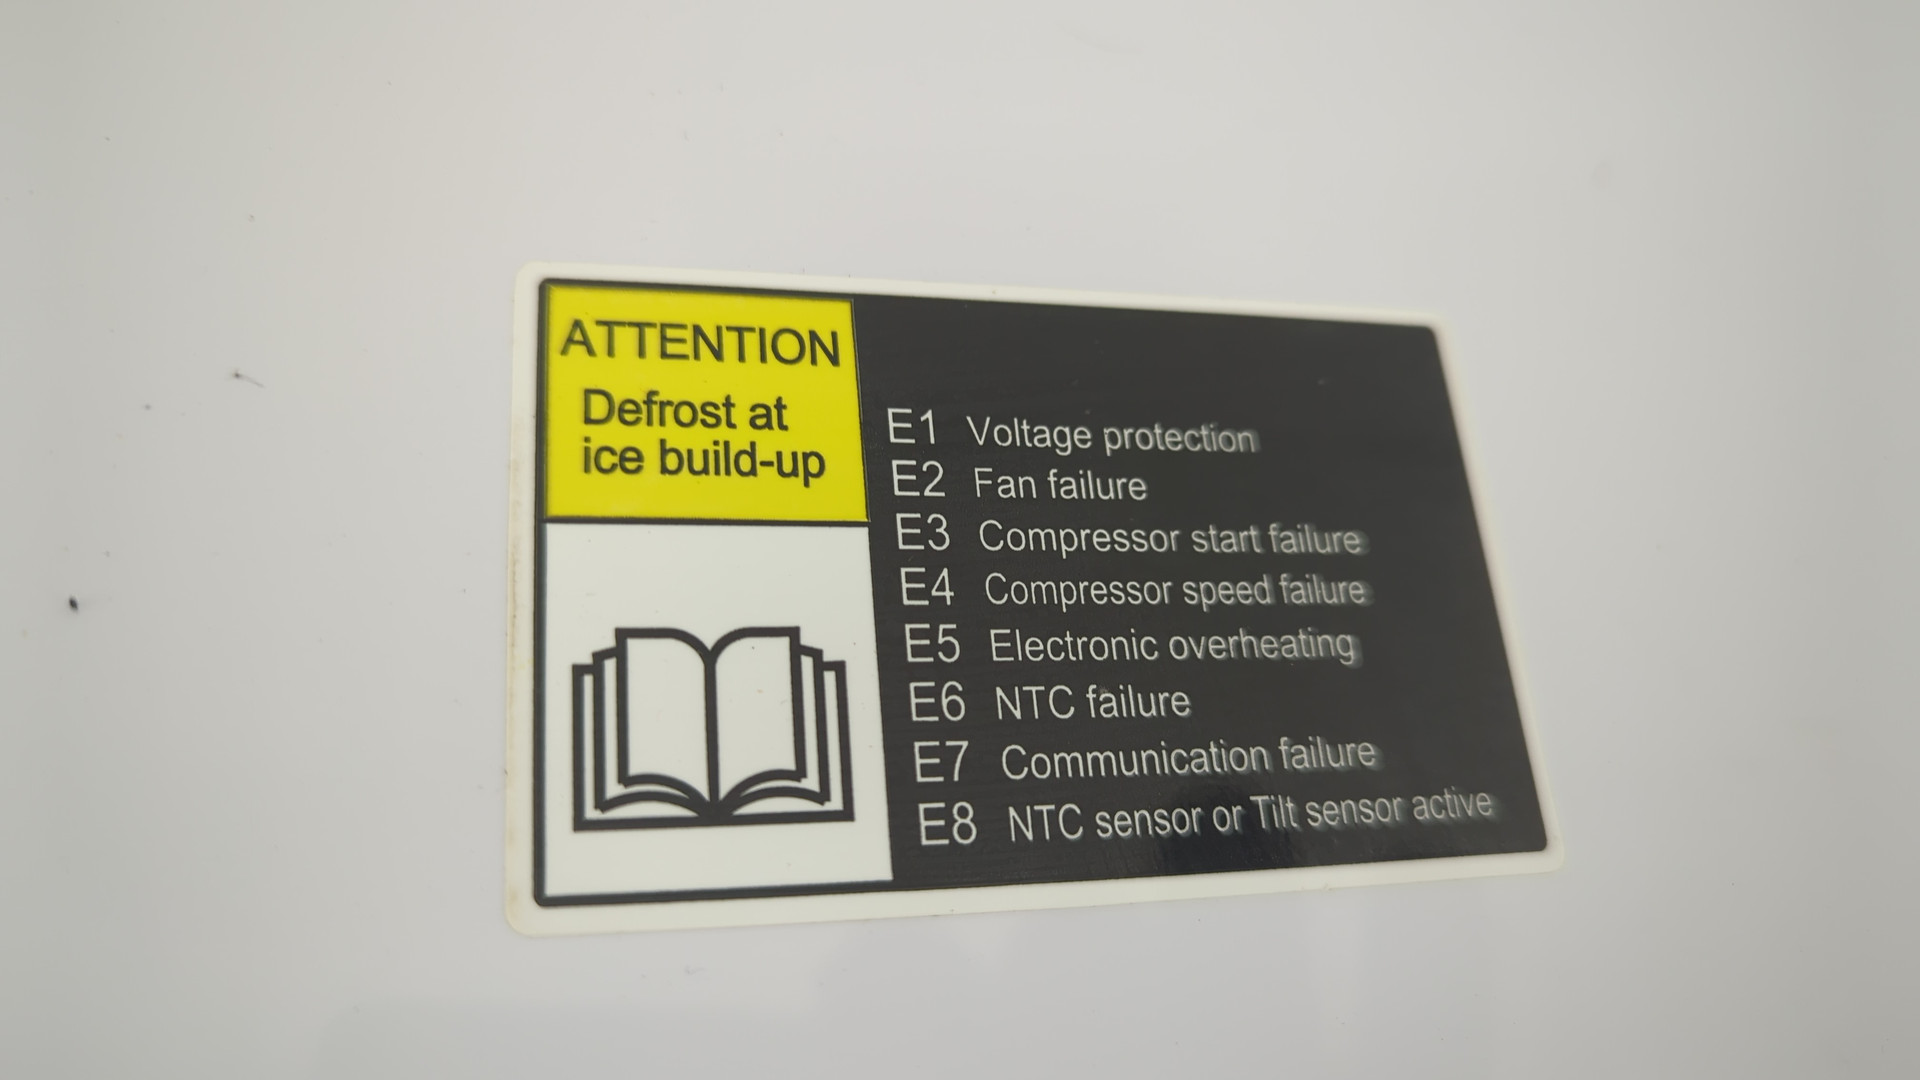 ATTENTION
Defrost at
ice build-up
E1 Voltage protection
E2 Fan failure
E3 Compressor start failure
E4 Compressor speed failure
E5 Electronic overheating
E6 NTC failure
E7 Communication failure
E8 NTC sensor or Tilt sensor active